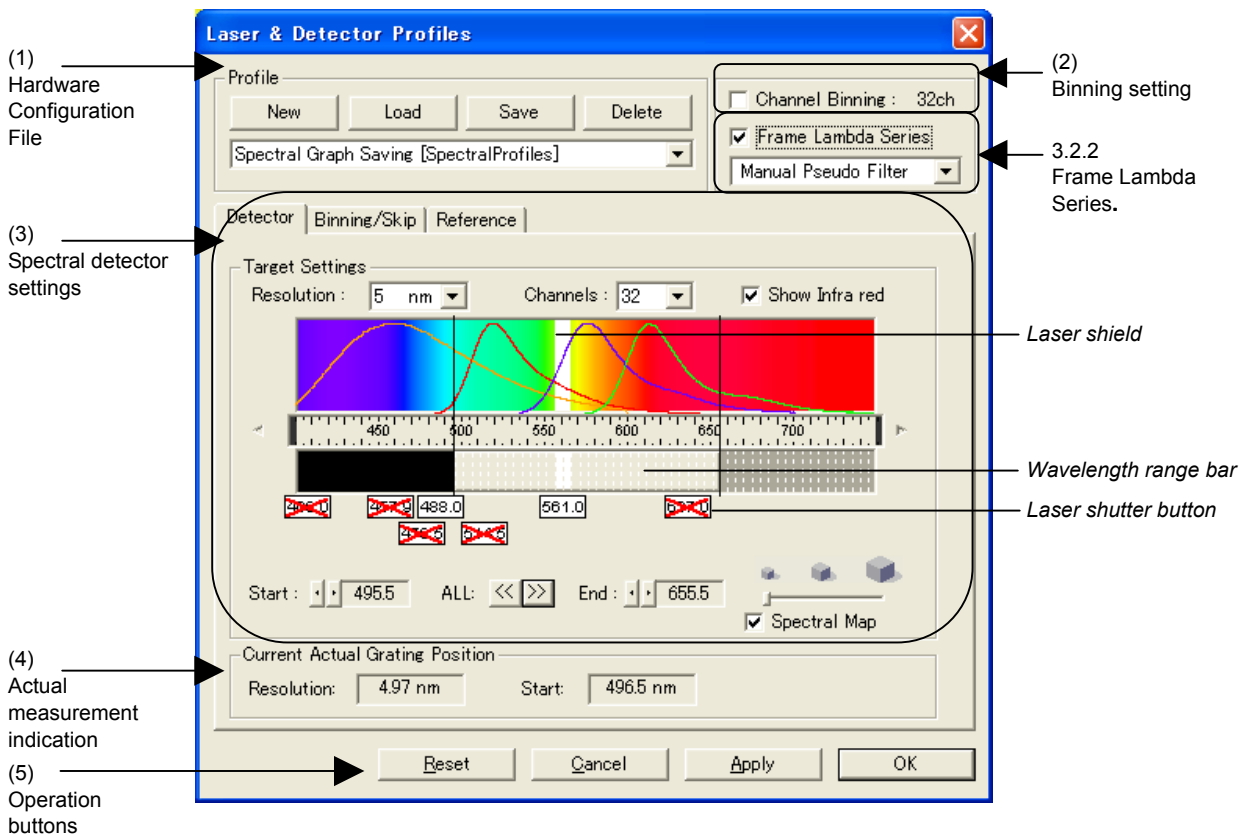 Laser & Detector Profiles
(1)
Hardware
Configuration
File
Profile
New Load Save Delete
Spectral Graph Saving [SpectralProfiles]
Channel Binning : 32ch
Frame Lambda Series
Manual Pseudo Filter
(2)
Binning setting
3.2.2
Frame Lambda
Series.
(3)
Spectral detector
settings
Detector Binning/Skip Reference
Target Settings
Resolution : 5 nm Channels : 32 Show Infra red
Laser shield
450 500 550 600 650 700
Wavelength range bar
488.0 561.0
Laser shutter button
Start : 495.5 ALL: << >> End : 655.5
Spectral Map
(4)
Actual
measurement
indication
Current Actual Grating Position
Resolution: 4.97 nm Start: 496.5 nm
(5)
Operation
buttons
Reset Cancel Apply OK